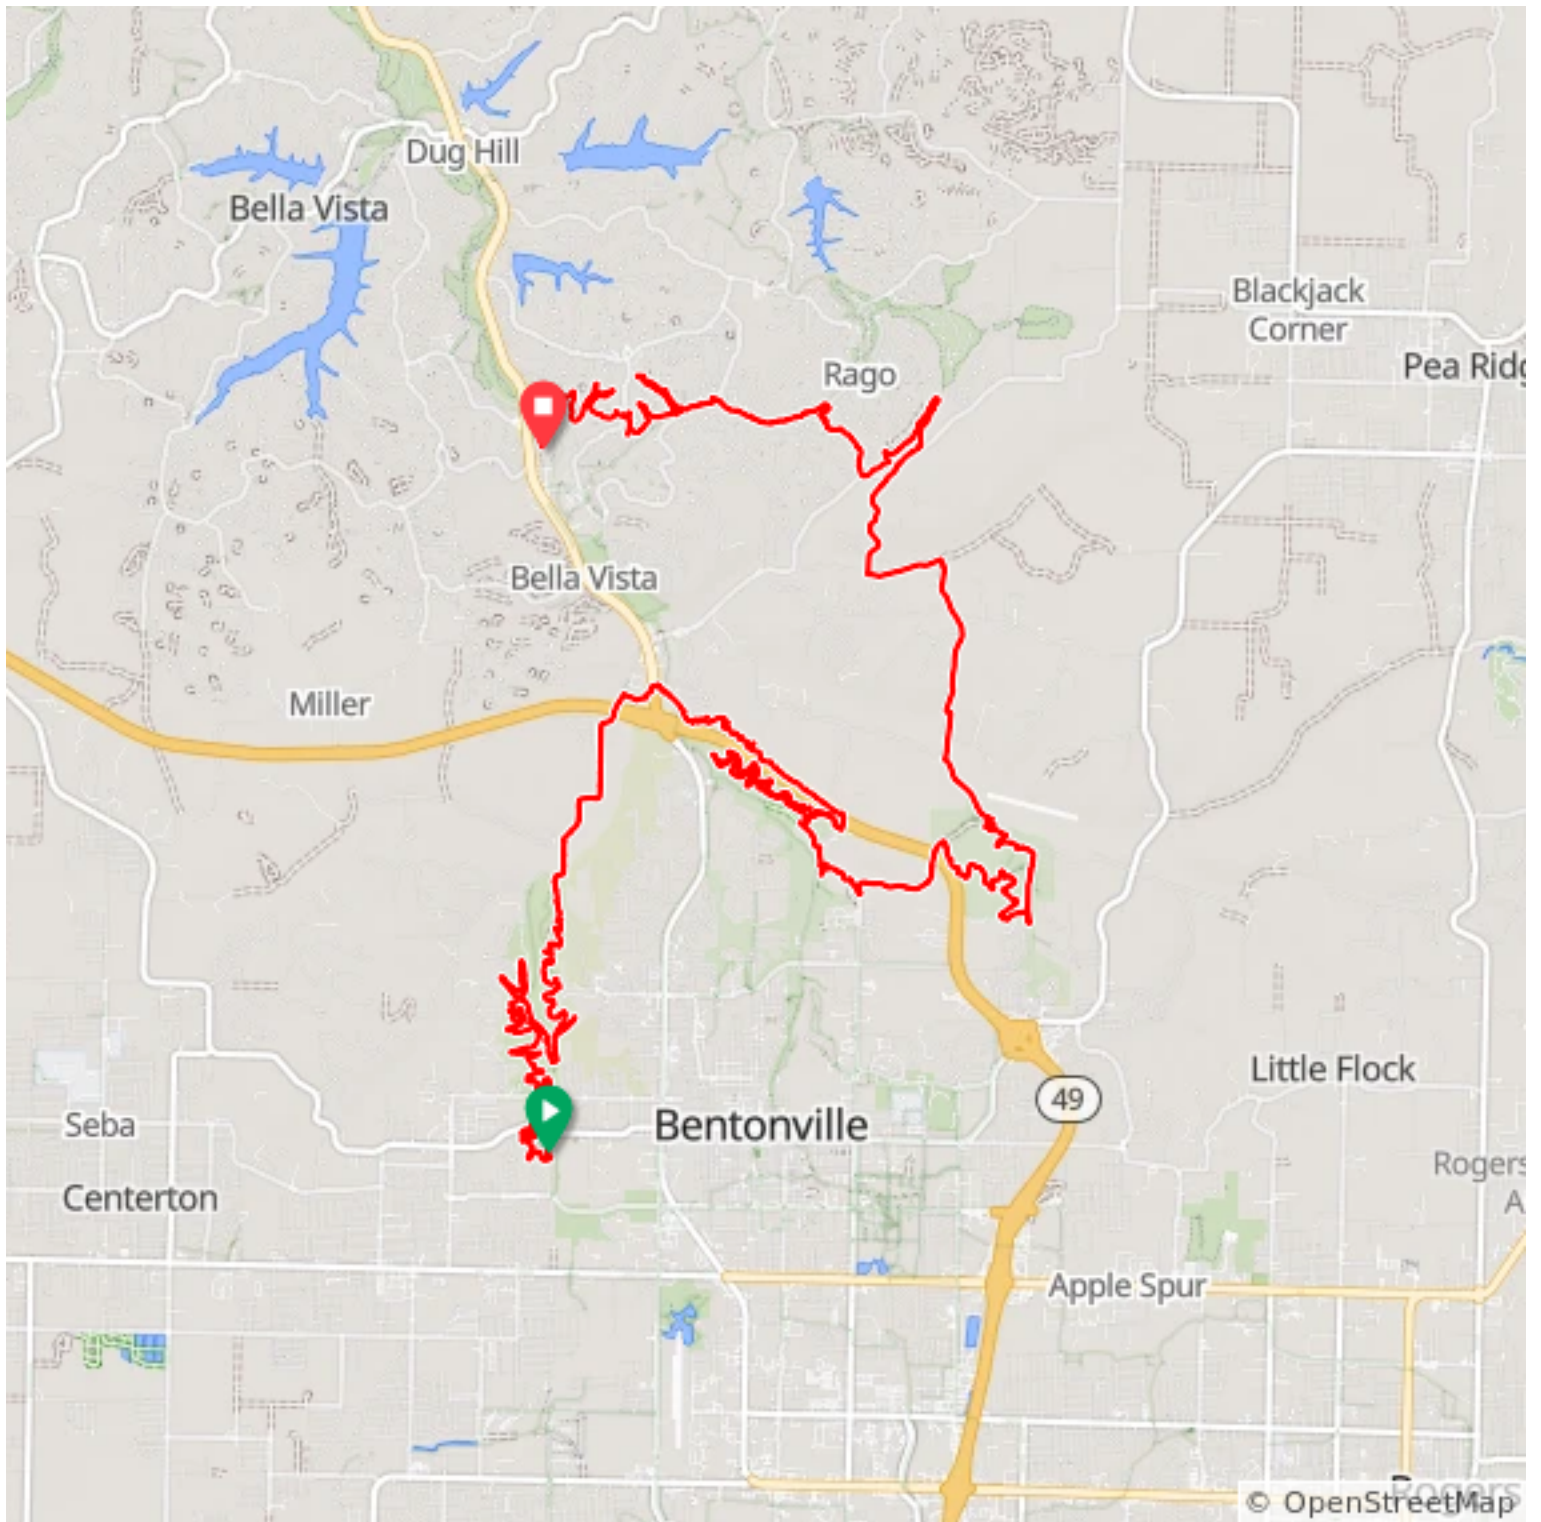 Dug Hill
Bella Vista
Blackjack
Corner
Pea Ridg
Rago
Bella Vista
Miller
Little Flock
49
Seba
Bentonville
Rogers
A
Centerton
Apple Spur
Rogers
© OpenStreetMap